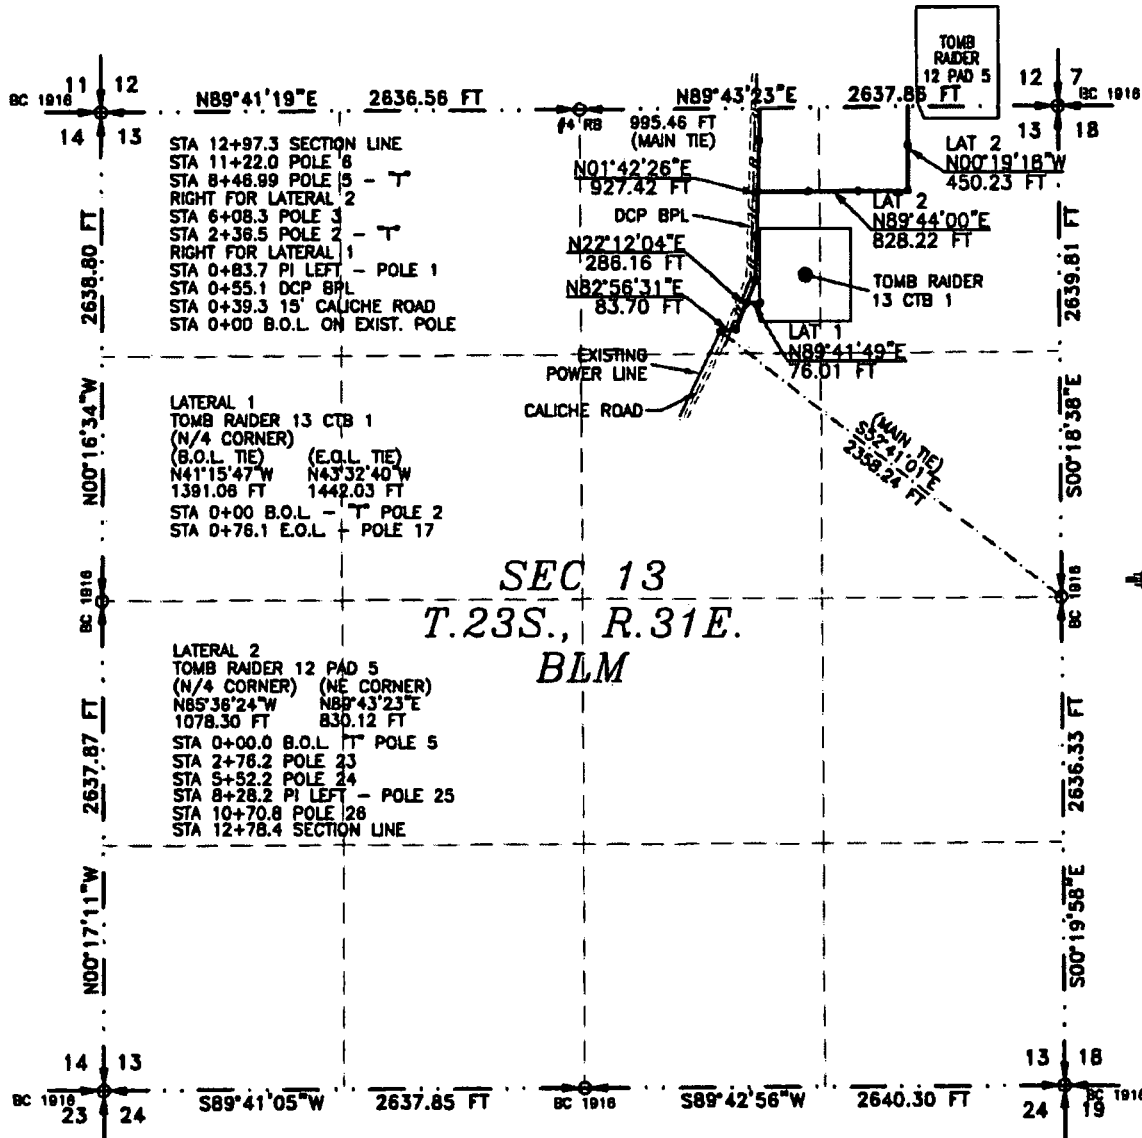 TOMB
RAIDER
12 PAD 5
11 12
BC 1916
14 13
N89°41'19"E 2636.56 FT
N89°43'23"E 2637.86 FT
12 7
BC 1916
13 18
#4 RB
995.46 FT
(MAIN TIE)
STA 12+97.3 SECTION LINE
STA 11+22.0 POLE 6
STA 8+46.99 POLE 5 - "T"
RIGHT FOR LATERAL 2
STA 6+08.3 POLE 3
STA 2+36.5 POLE 2 - "T"
RIGHT FOR LATERAL 1
STA 0+83.7 PI LEFT - POLE 1
STA 0+55.1 DCP BPL
STA 0+39.3 15' CALICHE ROAD
STA 0+00 B.O.L. ON EXIST. POLE
N01°42'26"E
927.42 FT
DCP BPL
N22°12'04"E
286.16 FT
N82°56'31"E
83.70 FT
LAT 2
N00°19'18"W
450.23 FT
LAT 2
N89°44'00"E
828.22 FT
TOMB RAIDER
13 CTB 1
LAT 1
N89°41'49"E
76.01 FT
EXISTING
POWER LINE
CALICHE ROAD
(MAIN TIE)
S52°41'01"E
2358.24 FT
2638.80 FT
N00°16'34"W
2639.81 FT
S00°18'38"E
LATERAL 1
TOMB RAIDER 13 CTB 1
(N/4 CORNER)
(B.O.L. TIE) (E.O.L. TIE)
N41°15'47"W N43°32'40"W
1391.06 FT 1442.03 FT
STA 0+00 B.O.L - "T" POLE 2
STA 0+76.1 E.O.L - POLE 17
SEC 13
T.23S., R.31E.
BLM
BC 1916
BC 1916
LATERAL 2
TOMB RAIDER 12 PAD 5
(N/4 CORNER) (NE CORNER)
N85°36'24"W N89°43'23"E
1078.30 FT 830.12 FT
STA 0+00.0 B.O.L "T" POLE 5
STA 2+76.2 POLE 23
STA 5+52.2 POLE 24
STA 8+28.2 PI LEFT - POLE 25
STA 10+70.8 POLE 26
STA 12+78.4 SECTION LINE
2637.87 FT
N00°17'11"W
2636.33 FT
S00°19'58"E
14 13
BC 1916
23 24
S89°41'05"W 2637.85 FT
BC 1916
S89°42'56"W 2640.30 FT
13 18
BC 1916
24 19